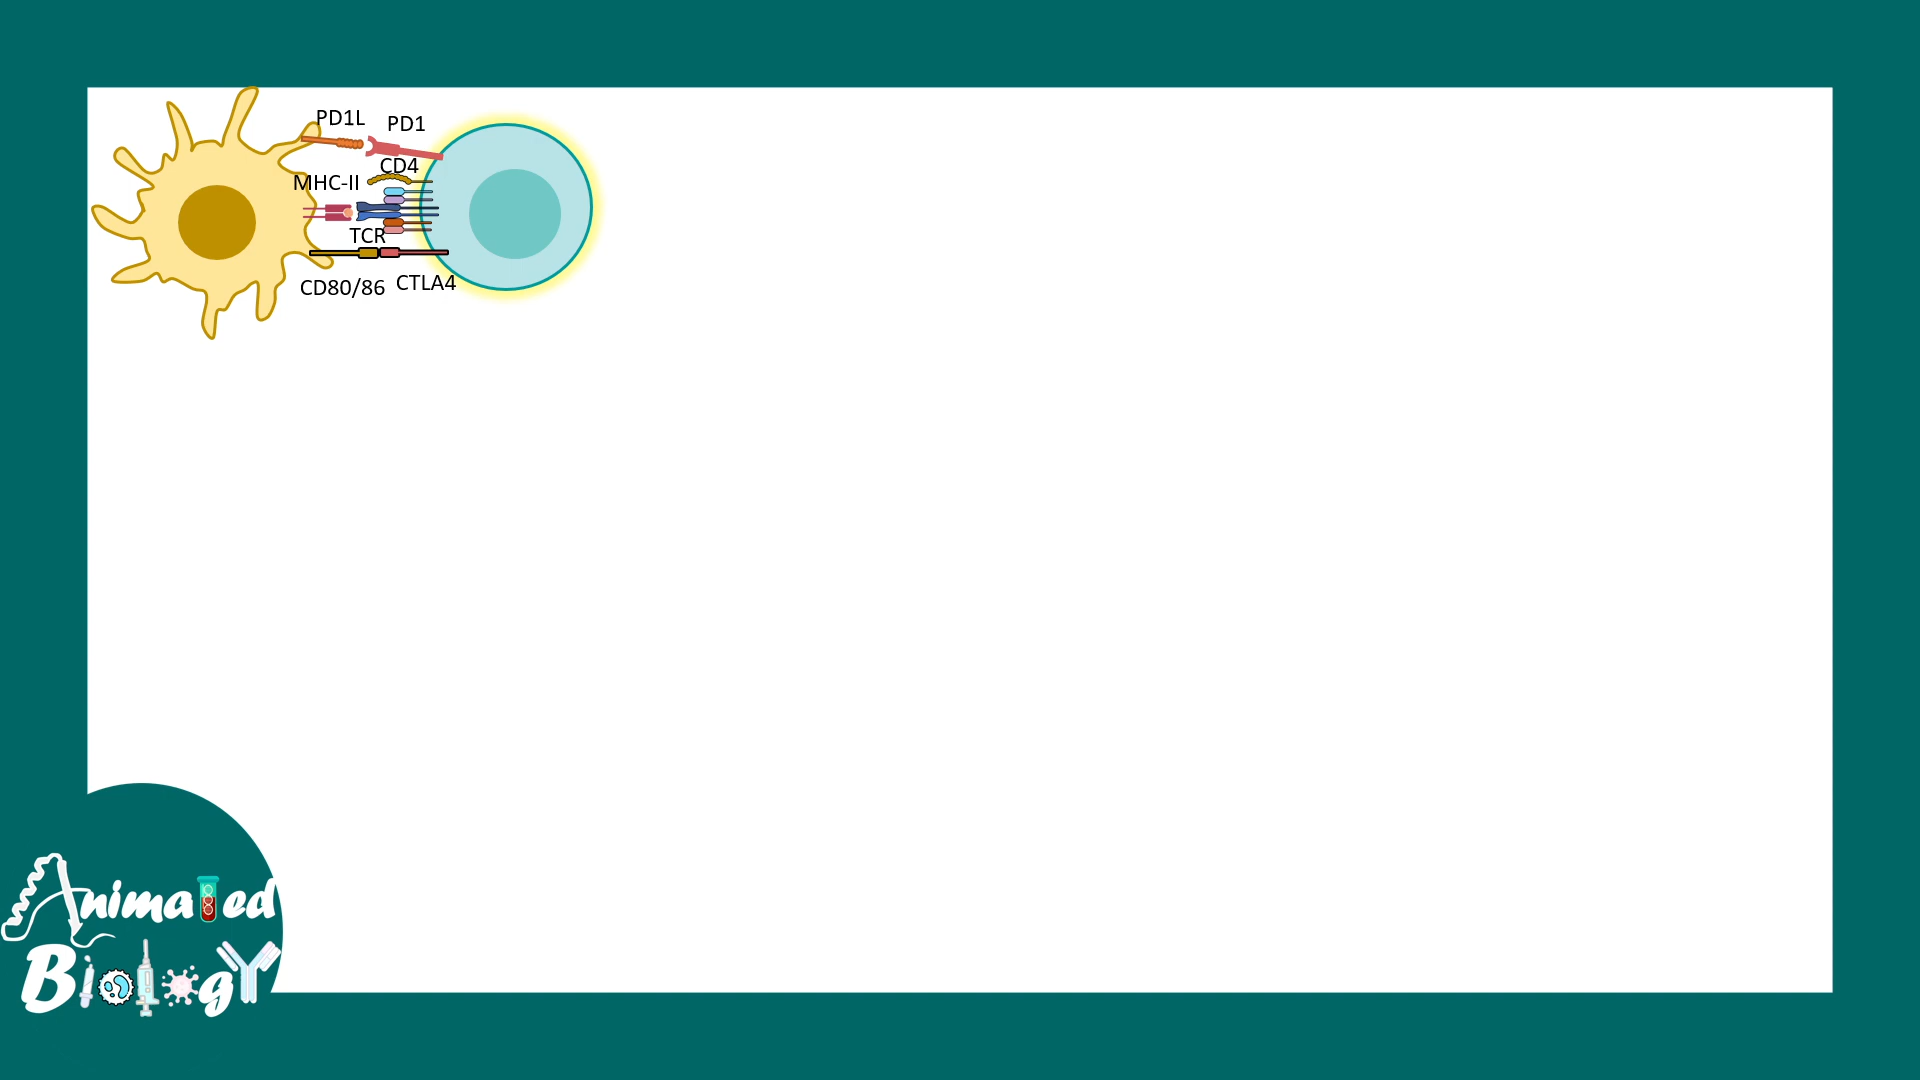 PD1L
PD1
CD4
MHC-II
TCR
CD80/86
CTLA4
Animated
Biology